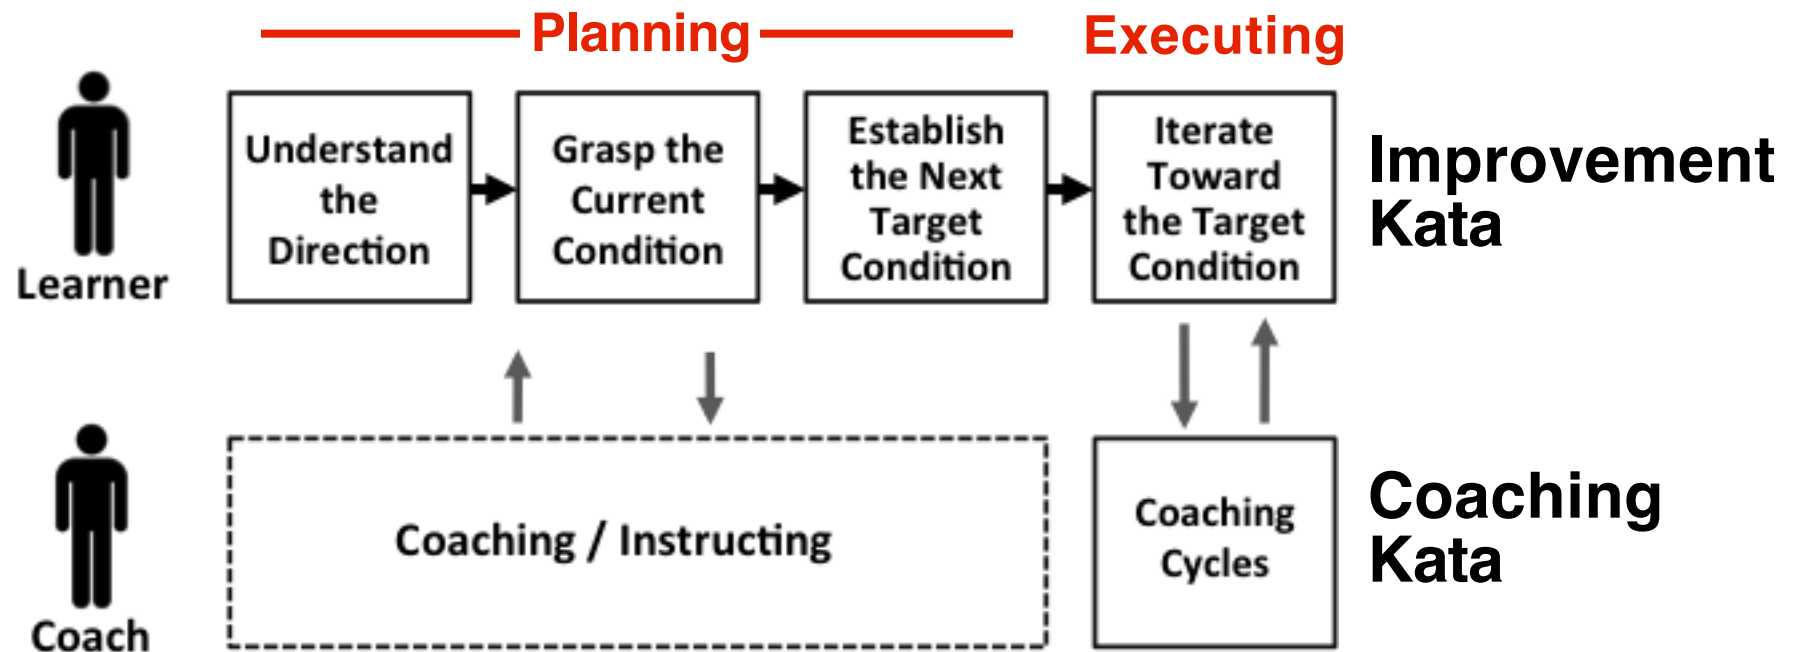 Planning
Executing
Understand
the
Direction
Grasp the
Current
Condition
Establish
the Next
Target
Condition
Iterate
Toward
the Target
Condition
Improvement
Kata
Learner
Coaching / Instructing
Coaching
Cycles
Coaching
Kata
Coach